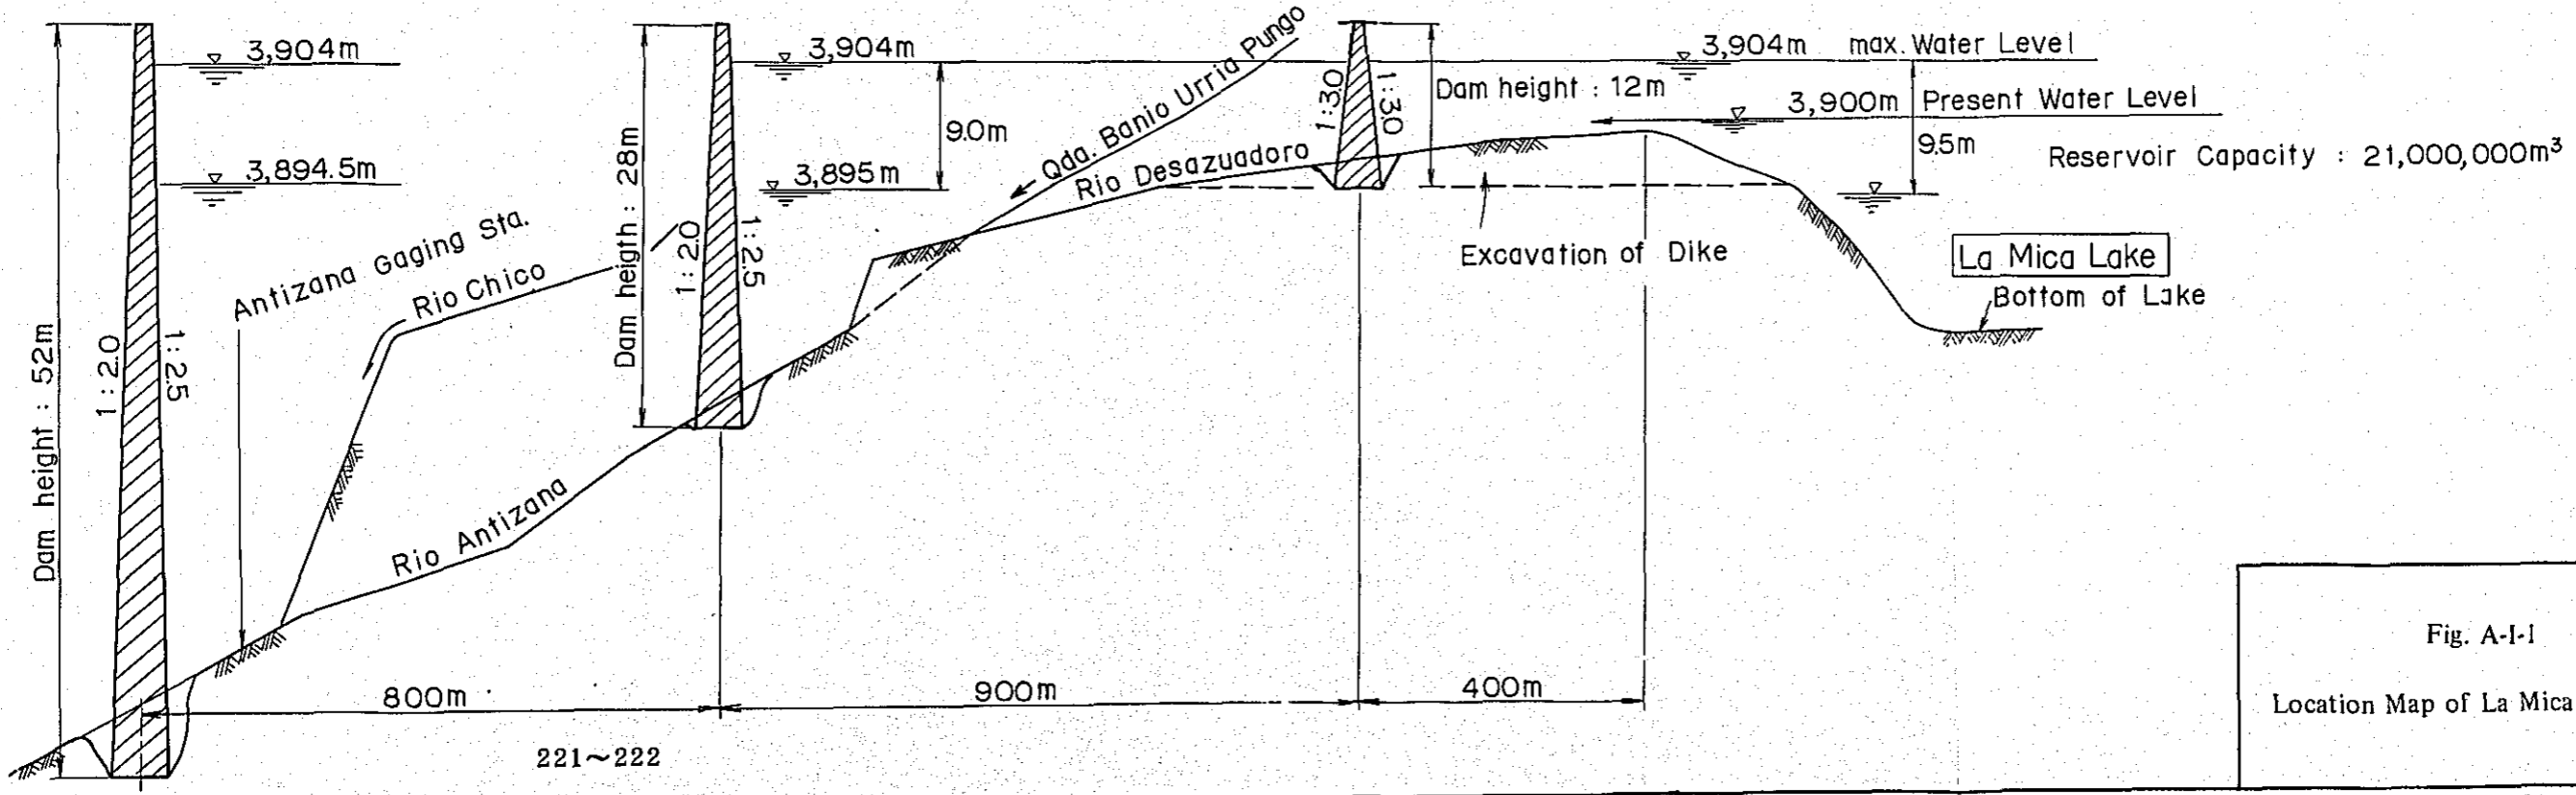 3,904m
3,904m
3,904m max. Water Level
Dam height : 12m
3,900m Present Water Level
9.5m
Reservoir Capacity : 21,000,000m³
9.0m
1:3.0
1:3.0
Qda. Banio Urria Pungo
Rio Desazuadoro
3,894.5m
3,895m
Dam heigth : 28m
1:2.0
1:2.5
Antizana Gaging Sta.
Rio Chico
Excavation of Dike
La Mica Lake
Bottom of Lake
Dam height : 52m
1:2.0
1:2.5
Rio Antizana
800m
900m
400m
221~222
Fig. A-I-1
Location Map of La Mica